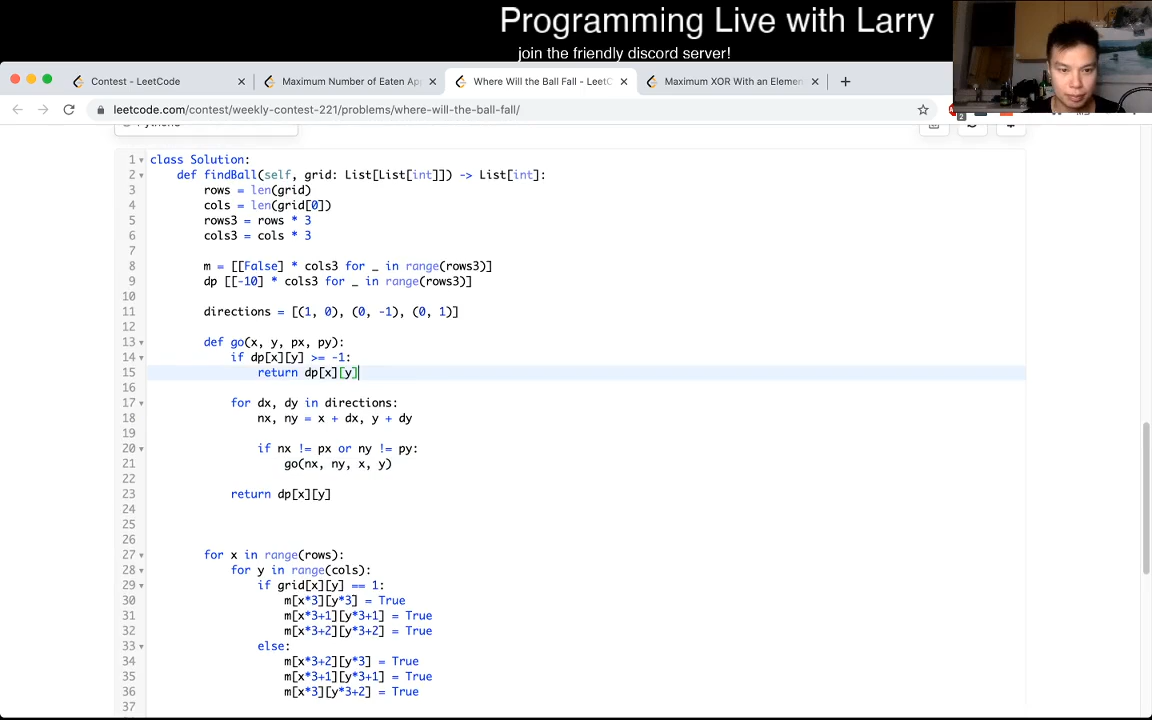 Programming Live with Larry
join the friendly discord server!
Contest - LeetCode
Maximum Number of Eaten Ap
Where Will the Ball Fall - LeetC
Maximum XOR With an Elemen
leetcode.com/contest/weekly-contest-221/problems/where-will-the-ball-fall/
2
1 class Solution:
2 def findBall(self, grid: List[List[int]]) -> List[int]:
3 rows = len(grid)
4 cols = len(grid[0])
5 rows3 = rows * 3
6 cols3 = cols * 3
7
8 m = [[False] * cols3 for _ in range(rows3)]
9 dp [[-10] * cols3 for _ in range(rows3)]
10
11 directions = [(1, 0), (0, -1), (0, 1)]
12
13 def go(x, y, px, py):
14 if dp[x][y] >= -1:
15 return dp[x][y]
16
17 for dx, dy in directions:
18 nx, ny = x + dx, y + dy
19
20 if nx != px or ny != py:
21 go(nx, ny, x, y)
22
23 return dp[x][y]
24
25
26
27 for x in range(rows):
28 for y in range(cols):
29 if grid[x][y] == 1:
30 m[x*3][y*3] = True
31 m[x*3+1][y*3+1] = True
32 m[x*3+2][y*3+2] = True
33 else:
34 m[x*3+2][y*3] = True
35 m[x*3+1][y*3+1] = True
36 m[x*3][y*3+2] = True
37